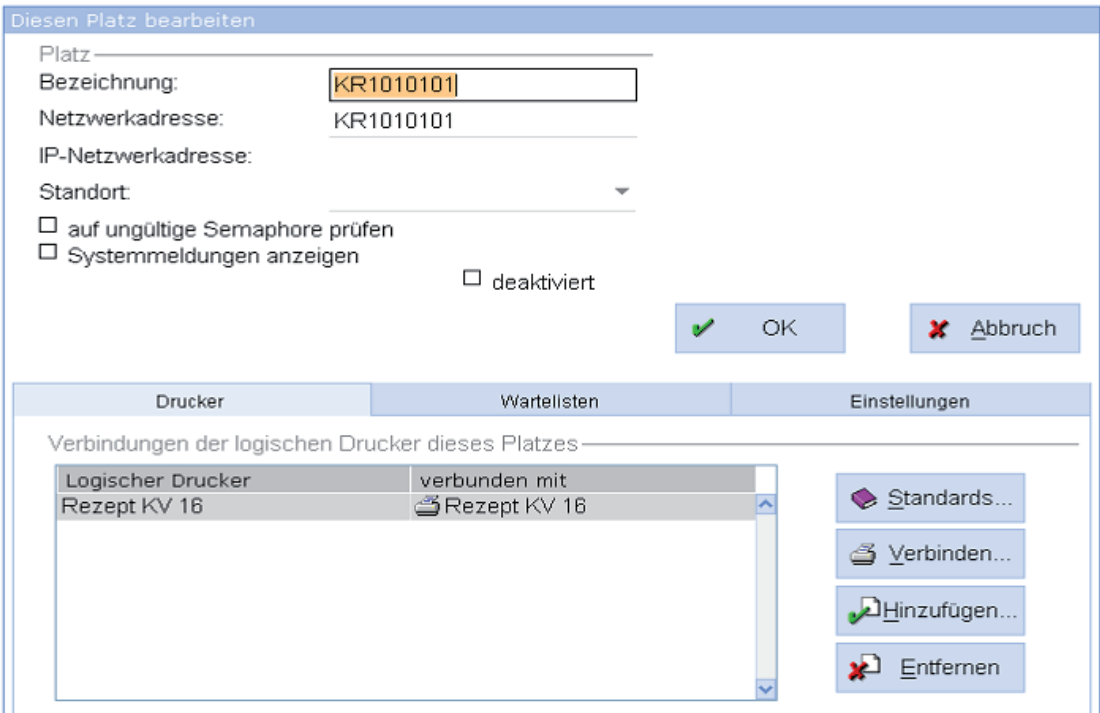 Diesen Platz bearbeiten
Platz
Bezeichnung: KR1010101
Netzwerkadresse: KR1010101
IP-Netzwerkadresse:
Standort:
auf ungültige Semaphore prüfen
Systemmeldungen anzeigen
deaktiviert
OK Abbruch
Drucker Wartelisten Einstellungen
Verbindungen der logischen Drucker dieses Platzes
Logischer Drucker verbunden mit
Rezept KV 16 Rezept KV 16
Standards...
Verbinden...
Hinzufügen...
Entfernen